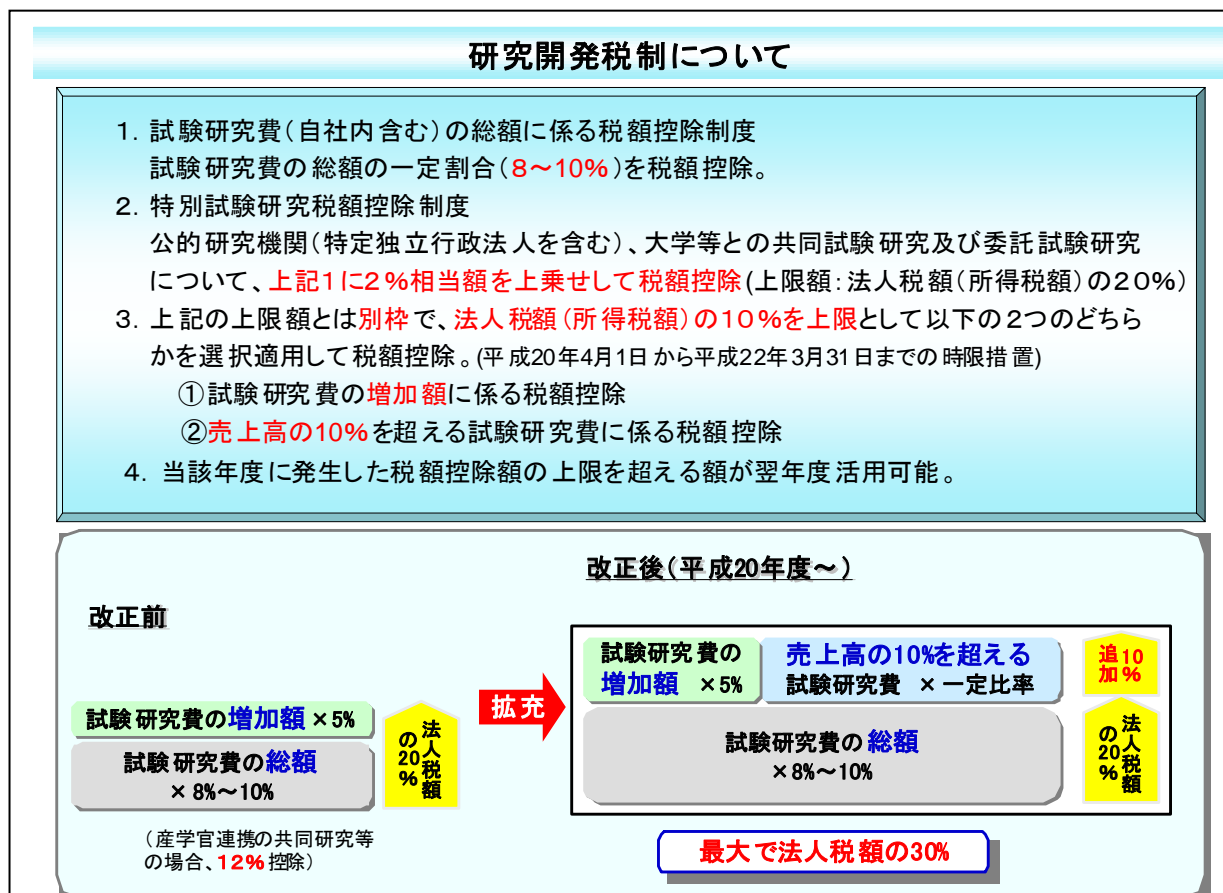 研究開発税制について
1. 試験研究費(自社内含む)の総額に係る税額控除制度
試験研究費の総額の一定割合(8～10%)を税額控除。
2. 特別試験研究税額控除制度
公的研究機関(特定独立行政法人を含む)、大学等との共同試験研究及び委託試験研究
について、上記1に2%相当額を上乗せして税額控除(上限額:法人税額(所得税額)の20%)
3. 上記の上限額とは別枠で、法人税額(所得税額)の10%を上限として以下の2つのどちら
かを選択適用して税額控除。(平成20年4月1日から平成22年3月31日までの時限措置)
①試験研究費の増加額に係る税額控除
②売上高の10%を超える試験研究費に係る税額控除
4. 当該年度に発生した税額控除額の上限を超える額が翌年度活用可能。
改正前
試験研究費の増加額×5%
試験研究費の総額
×8%～10%
法人税額
の20%
(産学官連携の共同研究等
の場合、12%控除)
拡充
改正後(平成20年度～)
試験研究費の
増加額 ×5%
売上高の10%を超える
試験研究費 ×一定比率
追加
10%
試験研究費の総額
×8%～10%
法人税額
の20%
最大で法人税額の30%